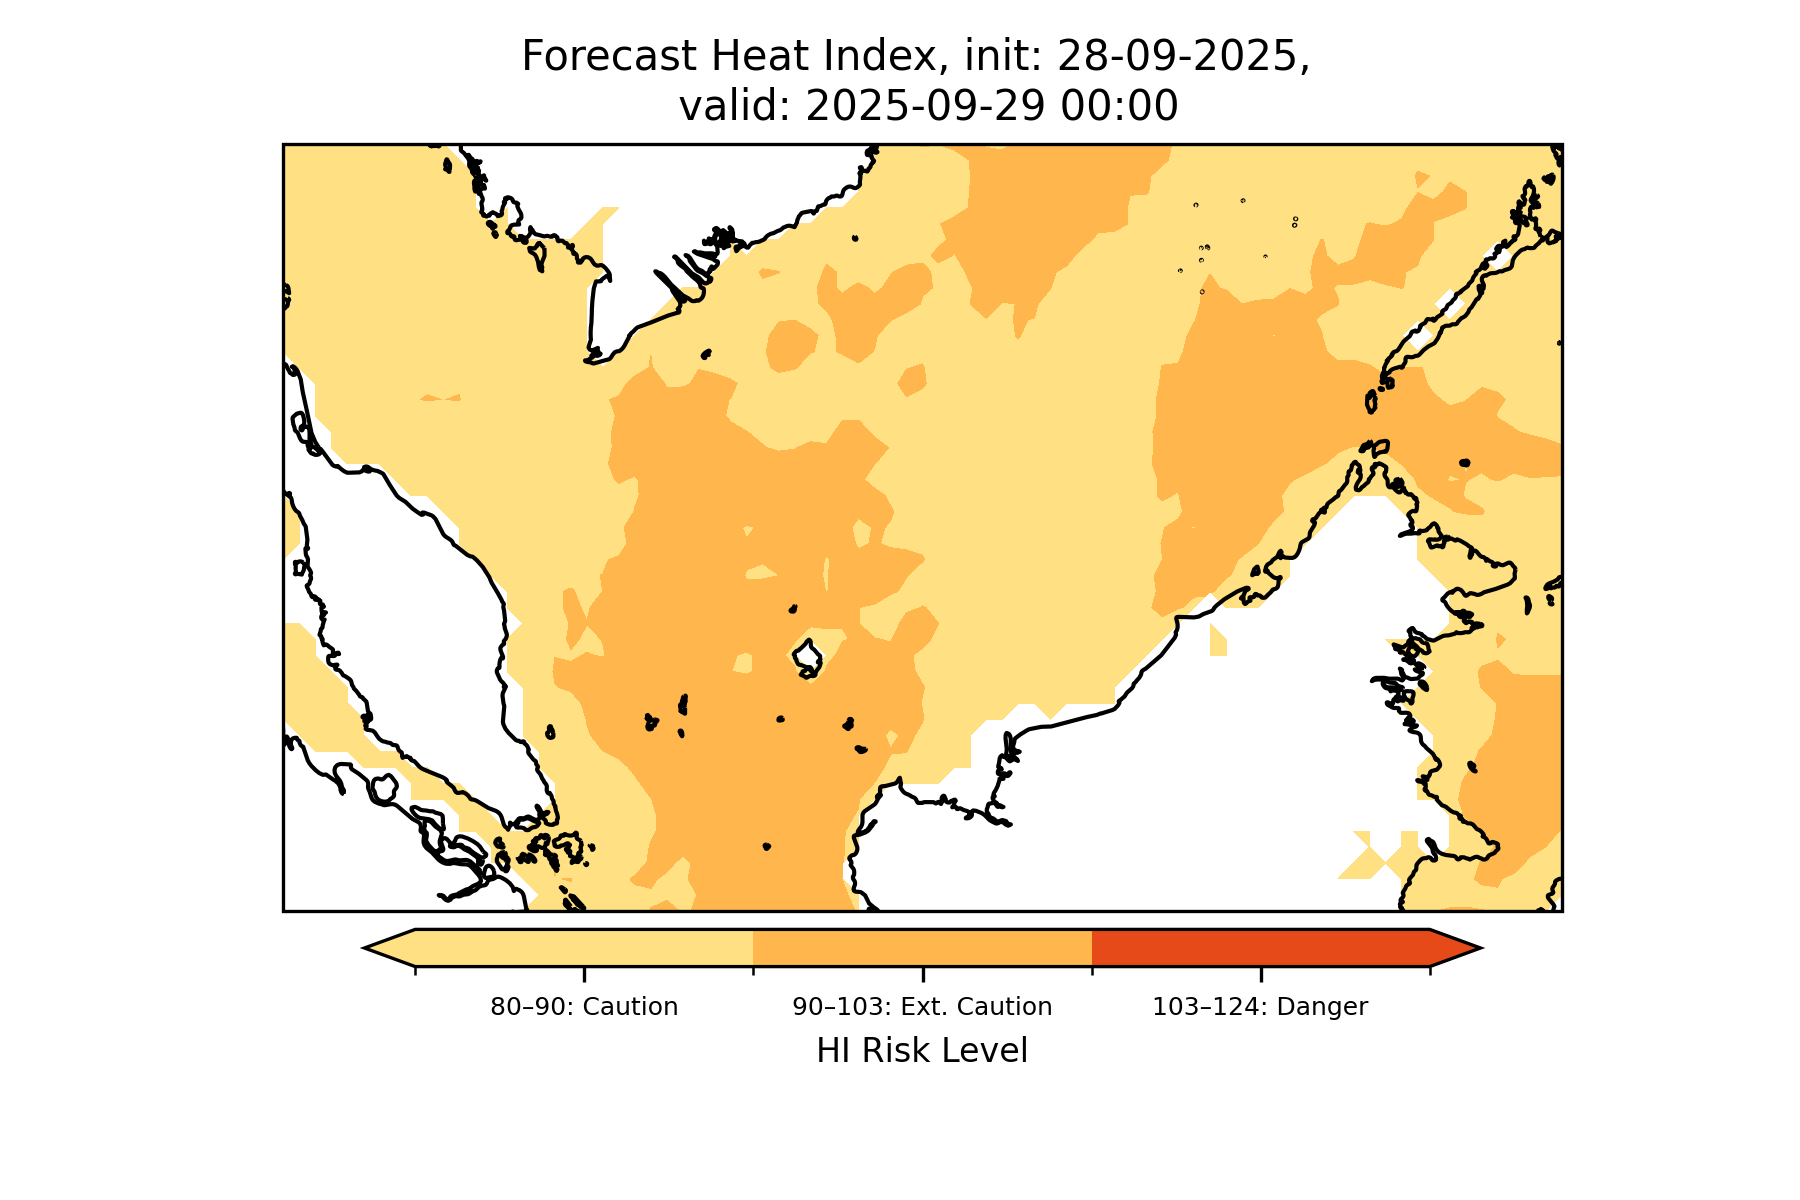 Forecast Heat Index, init: 28-09-2025,
valid: 2025-09-29 00:00
80–90: Caution
90–103: Ext. Caution
103–124: Danger
HI Risk Level